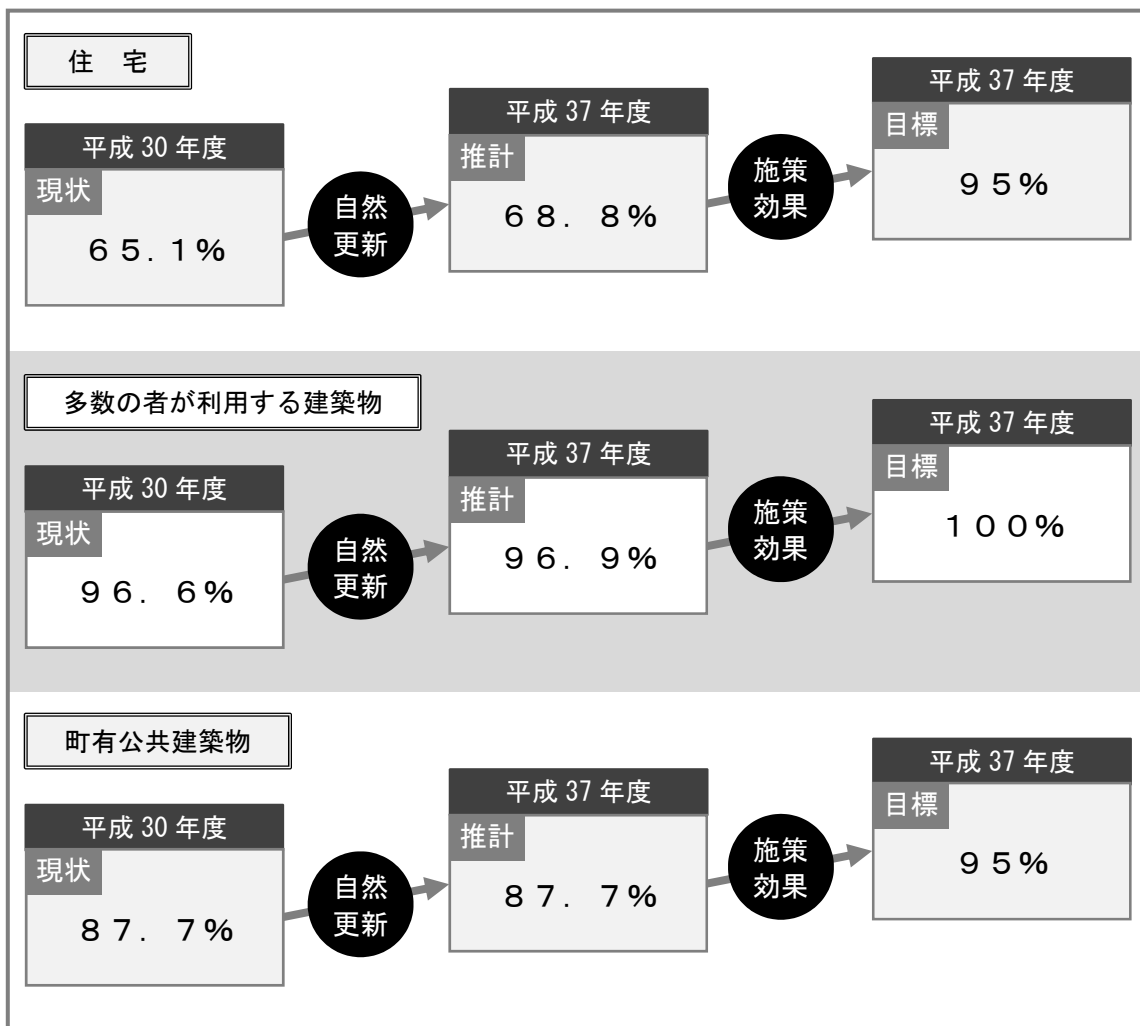 住　宅
平成 30 年度
現状
６５.１%
自然
更新
平成 37 年度
推計
６８.８%
施策
効果
平成 37 年度
目標
９５%
多数の者が利用する建築物
平成 30 年度
現状
９６.６%
自然
更新
平成 37 年度
推計
９６.９%
施策
効果
平成 37 年度
目標
１００%
町有公共建築物
平成 30 年度
現状
８７.７%
自然
更新
平成 37 年度
推計
８７.７%
施策
効果
平成 37 年度
目標
９５%